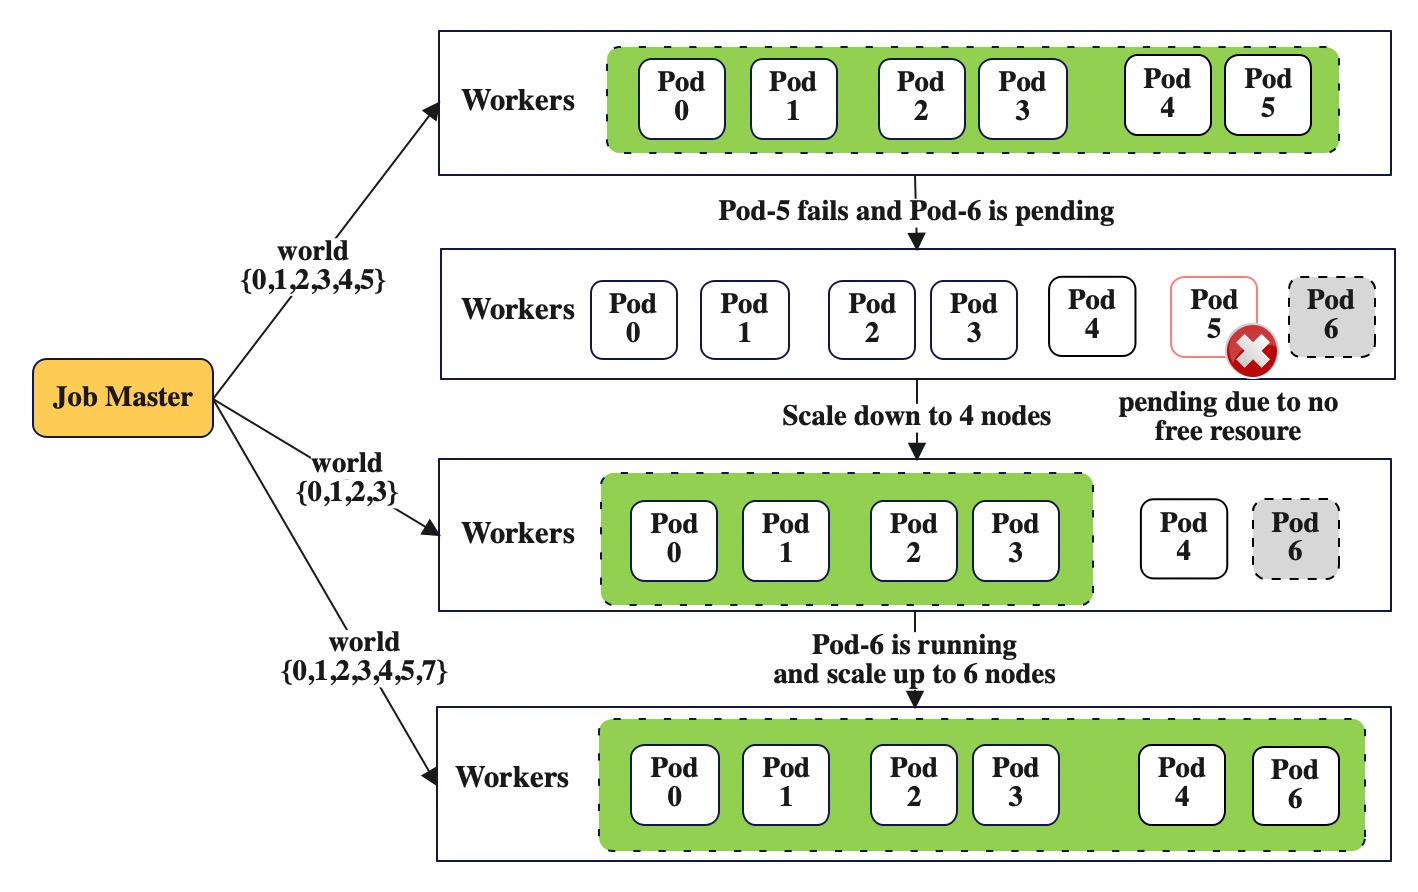 Workers
Pod
0
Pod
1
Pod
2
Pod
3
Pod
4
Pod
5
Pod-5 fails and Pod-6 is pending
world
{0,1,2,3,4,5}
Workers
Pod
0
Pod
1
Pod
2
Pod
3
Pod
4
Pod
5
Pod
6
Job Master
Scale down to 4 nodes
pending due to no
free resoure
world
{0,1,2,3}
Workers
Pod
0
Pod
1
Pod
2
Pod
3
Pod
4
Pod
6
Pod-6 is running
and scale up to 6 nodes
world
{0,1,2,3,4,5,7}
Workers
Pod
0
Pod
1
Pod
2
Pod
3
Pod
4
Pod
6